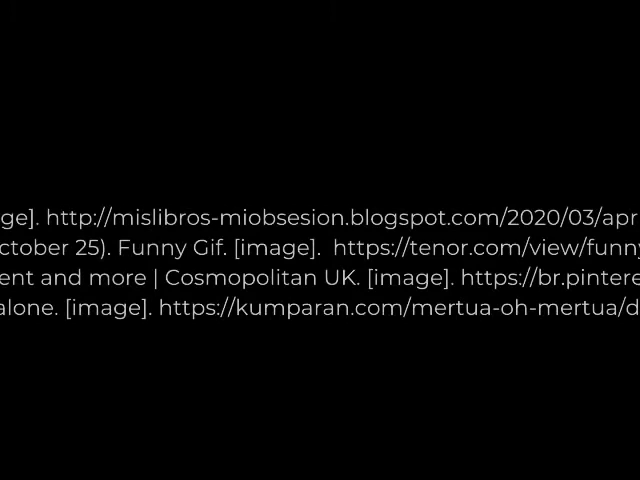 ge]. http://mislibros-miobsesion.blogspot.com/2020/03/apr
ctober 25). Funny Gif. [image].  https://tenor.com/view/funny
ent and more | Cosmopolitan UK. [image]. https://br.pintere
alone. [image]. https://kumparan.com/mertua-oh-mertua/d